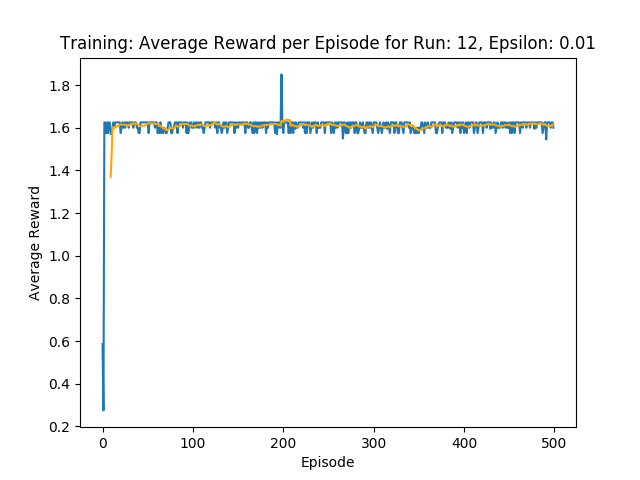 Training: Average Reward per Episode for Run: 12, Epsilon: 0.01
1.8
1.6
1.4
1.2
1.0
0.8
0.6
0.4
0.2
Average Reward
0 100 200 300 400 500
Episode